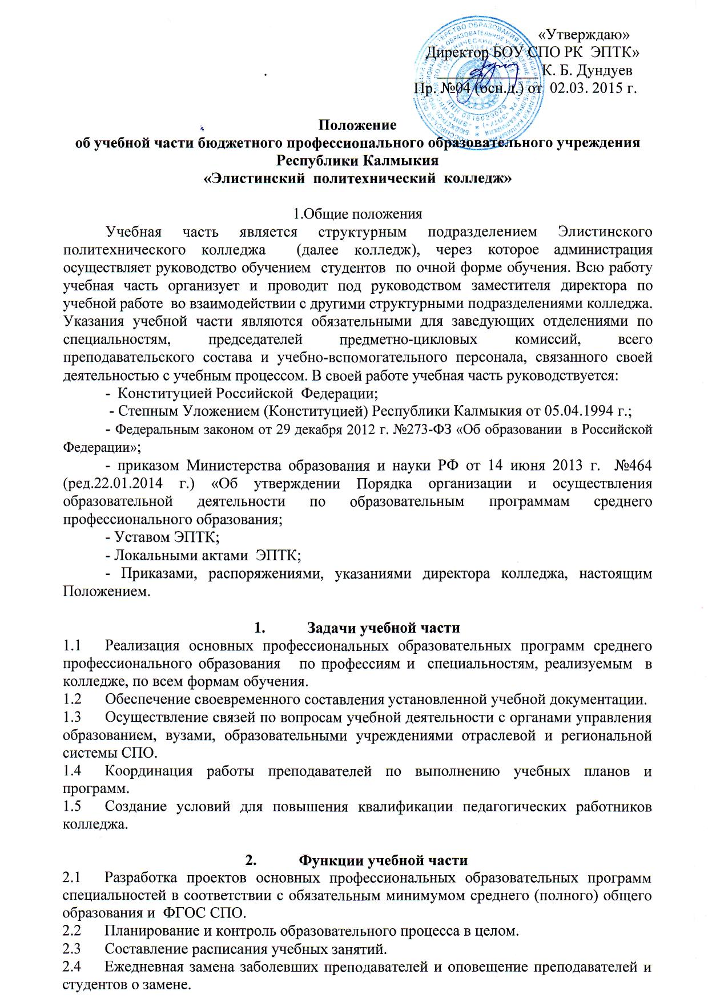 «Утверждаю»
Директор БОУ СПО РК ЭПТК»
К. Б. Дундуев
Пр. №04 (осн.д.) от 02.03. 2015 г.
Положение
об учебной части бюджетного профессионального образовательного учреждения
Республики Калмыкия
«Элистинский политехнический колледж»
1.Общие положения
Учебная часть является структурным подразделением Элистинского
политехнического колледжа (далее колледж), через которое администрация
осуществляет руководство обучением студентов по очной форме обучения. Всю работу
учебная часть организует и проводит под руководством заместителя директора по
учебной работе во взаимодействии с другими структурными подразделениями колледжа.
Указания учебной части являются обязательными для заведующих отделениями по
специальностям, председателей предметно-цикловых комиссий, всего
преподавательского состава и учебно-вспомогательного персонала, связанного своей
деятельностью с учебным процессом. В своей работе учебная часть руководствуется:
- Конституцией Российской Федерации;
- Степным Уложением (Конституцией) Республики Калмыкия от 05.04.1994 г.;
- Федеральным законом от 29 декабря 2012 г. №273-ФЗ «Об образовании в Российской
Федерации»;
- приказом Министерства образования и науки РФ от 14 июня 2013 г. №464
(ред.22.01.2014 г.) «Об утверждении Порядка организации и осуществления
образовательной деятельности по образовательным программам среднего
профессионального образования;
- Уставом ЭПТК;
- Локальными актами ЭПТК;
- Приказами, распоряжениями, указаниями директора колледжа, настоящим
Положением.
1. Задачи учебной части
1.1 Реализация основных профессиональных образовательных программ среднего
профессионального образования по профессиям и специальностям, реализуемым в
колледже, по всем формам обучения.
1.2 Обеспечение своевременного составления установленной учебной документации.
1.3 Осуществление связей по вопросам учебной деятельности с органами управления
образованием, вузами, образовательными учреждениями отраслевой и региональной
системы СПО.
1.4 Координация работы преподавателей по выполнению учебных планов и
программ.
1.5 Создание условий для повышения квалификации педагогических работников
колледжа.
2. Функции учебной части
2.1 Разработка проектов основных профессиональных образовательных программ
специальностей в соответствии с обязательным минимумом среднего (полного) общего
образования и ФГОС СПО.
2.2 Планирование и контроль образовательного процесса в целом.
2.3 Составление расписания учебных занятий.
2.4 Ежедневная замена заболевших преподавателей и оповещение преподавателей и
студентов о замене.